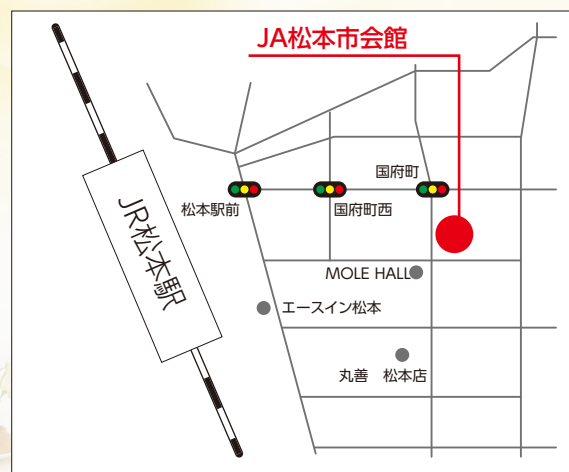 JA松本市会館
国府町
松本駅前
国府町西
JR松本駅
MOLE HALL
エースイン松本
丸善　松本店